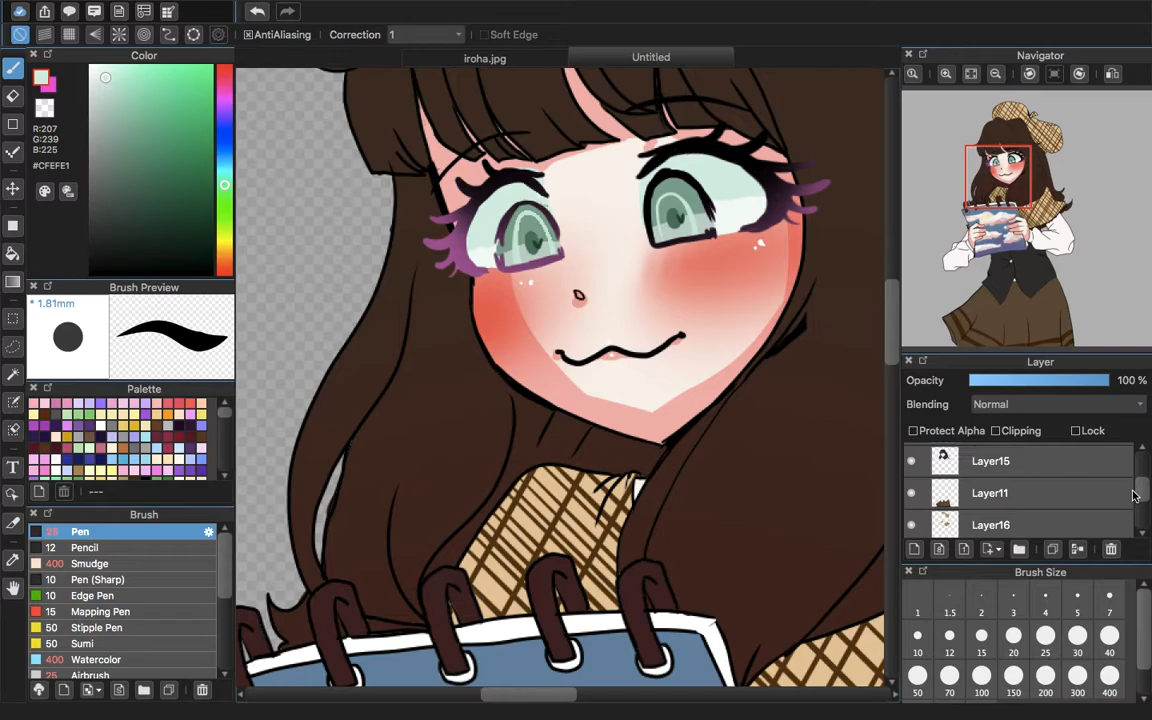 AntiAliasing Correction 1 Soft Edge
iroha.jpg Untitled
Color
R:207
G:239
B:225
#CFEFE1
Brush Preview
* 1.81mm
Palette
---
Brush
25 Pen
12 Pencil
400 Smudge
10 Pen (Sharp)
10 Edge Pen
15 Mapping Pen
50 Stipple Pen
50 Sumi
400 Watercolor
25 Airbrush
Navigator
Layer
Opacity 100 %
Blending Normal
Protect Alpha Clipping Lock
Layer15
Layer11
Layer16
Brush Size
1 1.5 2 3 4 5 7
10 12 15 20 25 30 40
50 70 100 150 200 300 400